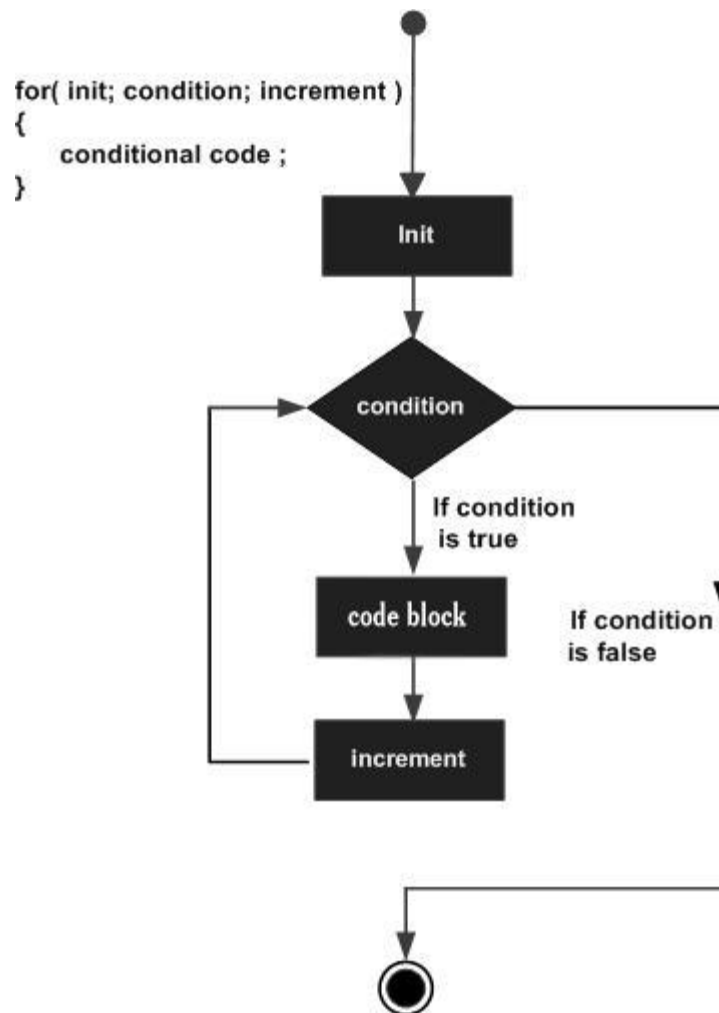 for( init; condition; increment )
{
conditional code ;
}
Init
condition
If condition
is true
code block
If condition
is false
increment